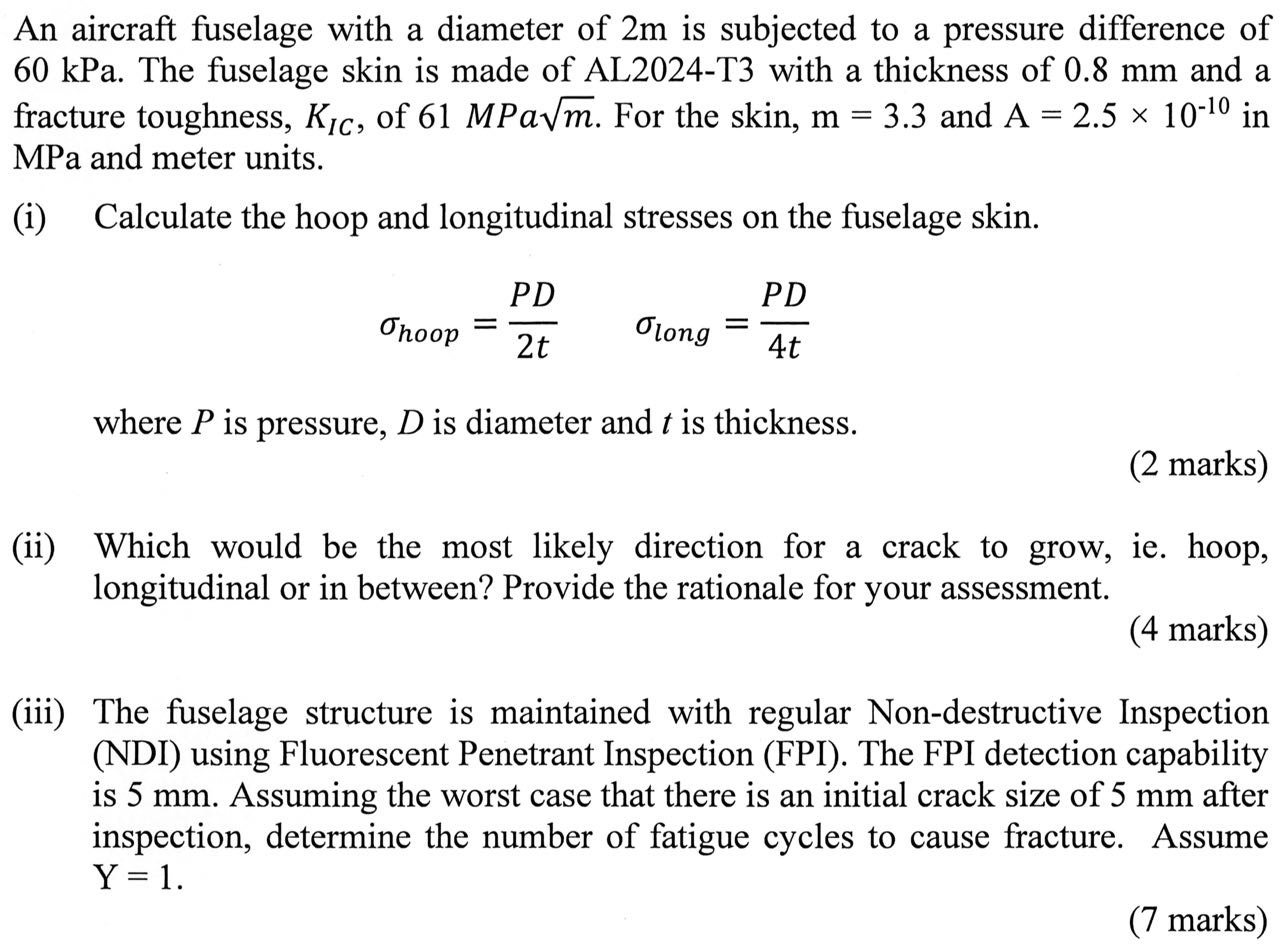 An aircraft fuselage with a diameter of 2m is subjected to a pressure difference of
60 kPa. The fuselage skin is made of AL2024-T3 with a thickness of 0.8 mm and a
fracture toughness, K_{IC}, of 61 MPa√m. For the skin, m = 3.3 and A = 2.5 × 10^{-10} in
MPa and meter units.
(i) Calculate the hoop and longitudinal stresses on the fuselage skin.
σ_{hoop} = PD/2t   σ_{long} = PD/4t
where P is pressure, D is diameter and t is thickness.
(2 marks)
(ii) Which would be the most likely direction for a crack to grow, ie. hoop,
longitudinal or in between? Provide the rationale for your assessment.
(4 marks)
(iii) The fuselage structure is maintained with regular Non-destructive Inspection
(NDI) using Fluorescent Penetrant Inspection (FPI). The FPI detection capability
is 5 mm. Assuming the worst case that there is an initial crack size of 5 mm after
inspection, determine the number of fatigue cycles to cause fracture. Assume
Y = 1.
(7 marks)